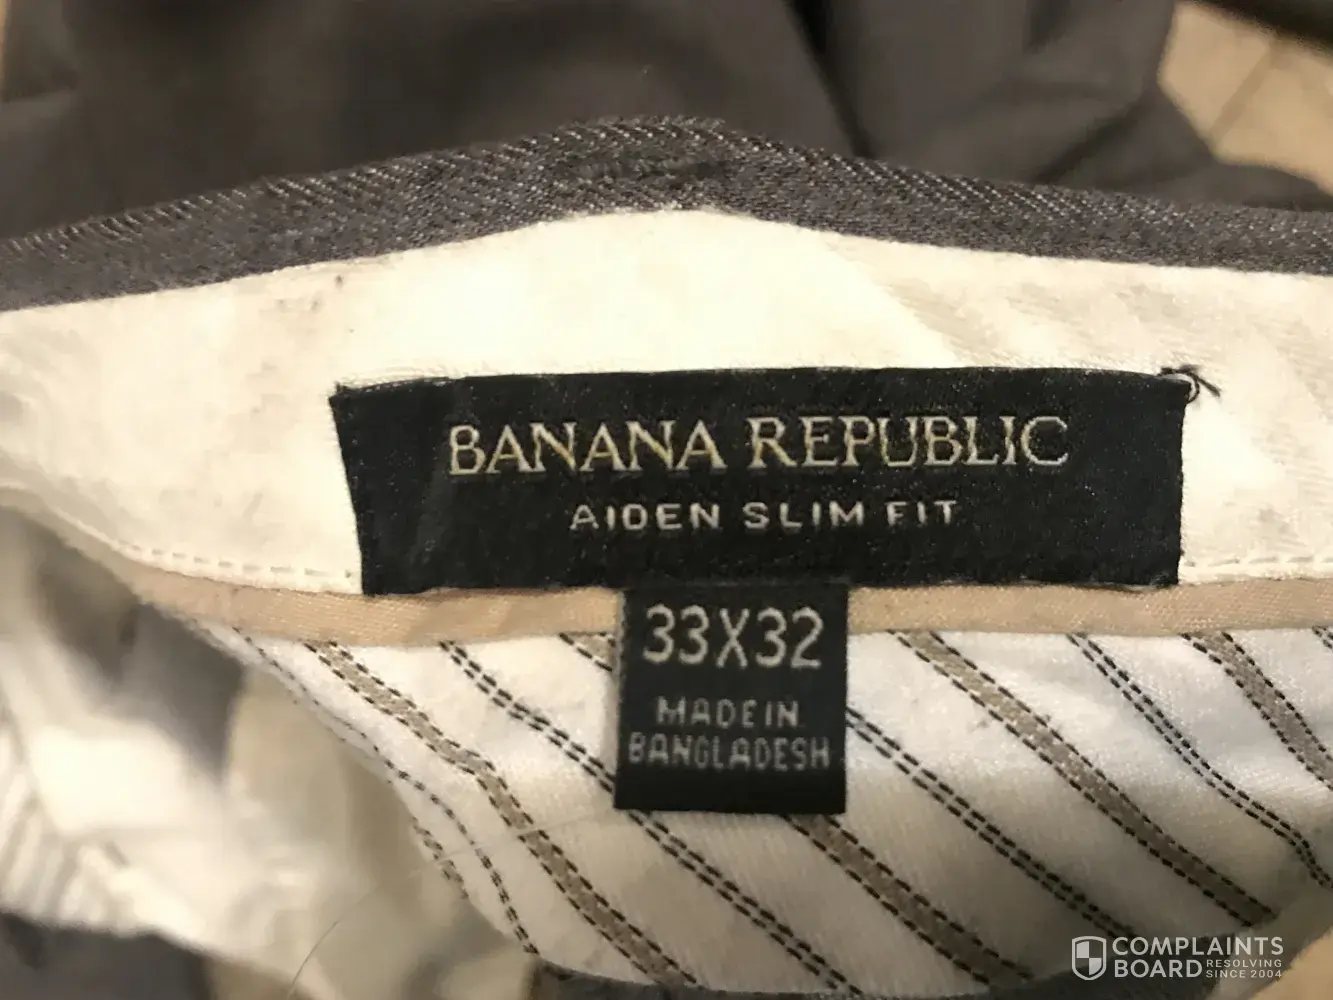 BANANA REPUBLIC
AIDEN SLIM FIT
33X32
MADE IN
BANGLADESH
COMPLAINTS
BOARD RESOLVING
SINCE 2004